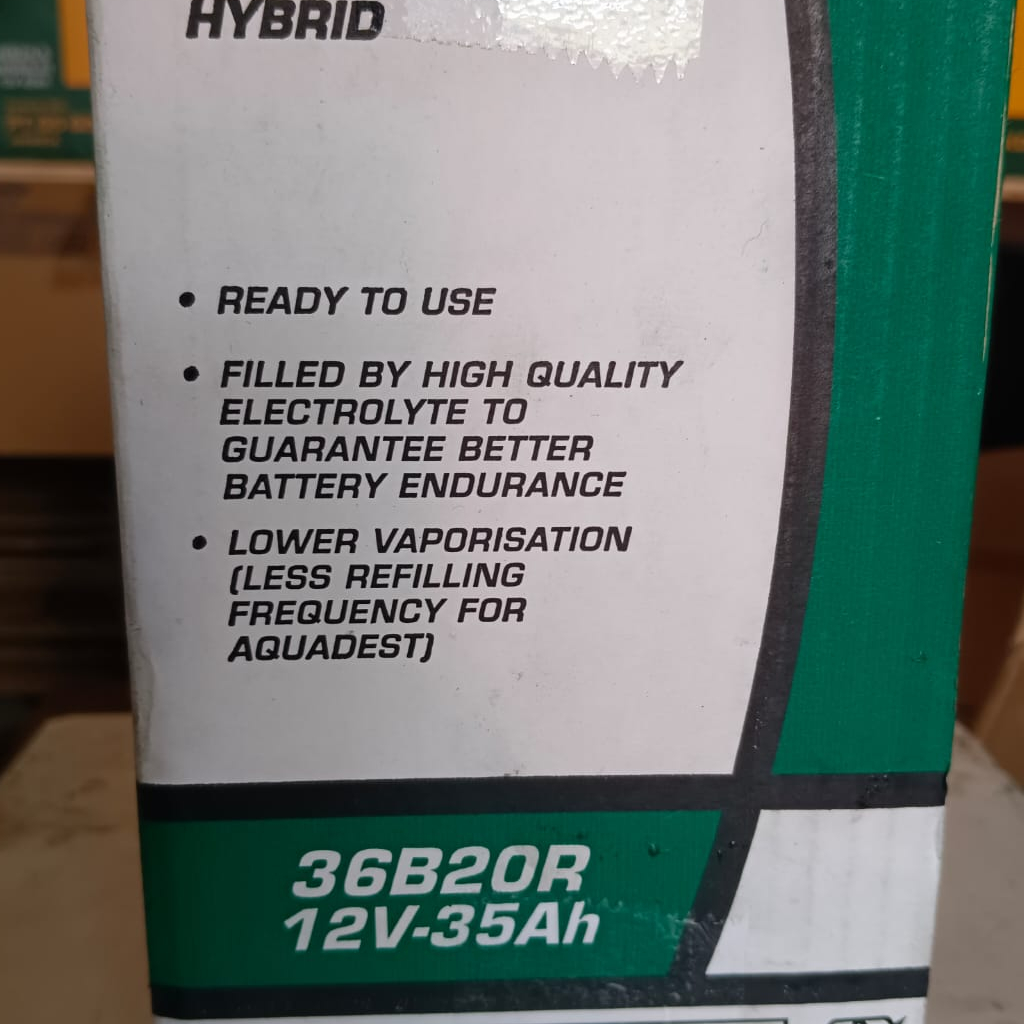 HYBRID
• READY TO USE
• FILLED BY HIGH QUALITY
ELECTROLYTE TO
GUARANTEE BETTER
BATTERY ENDURANCE
• LOWER VAPORISATION
(LESS REFILLING
FREQUENCY FOR
AQUADEST)
36B20R
12V-35Ah